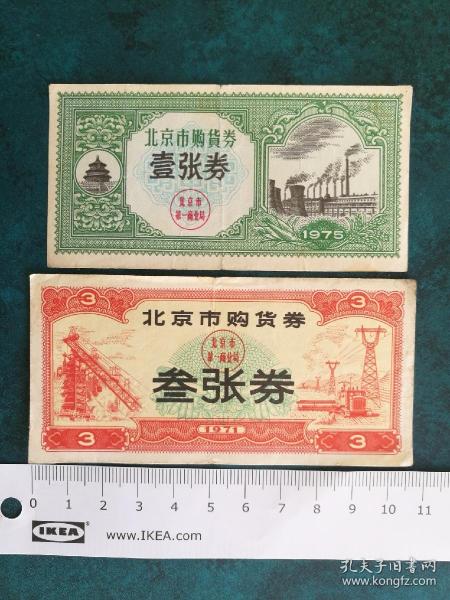 北京市购货券
壹张券
北京市
第一商业局
1975
3 3
北京市购货券
北京市
第一商业局
叁张券
1971
3 3
0 1 2 3 4 5 6 7 8 9 10 11
IKEA www.IKEA.com
孔夫子旧书网
www.kongfz.com